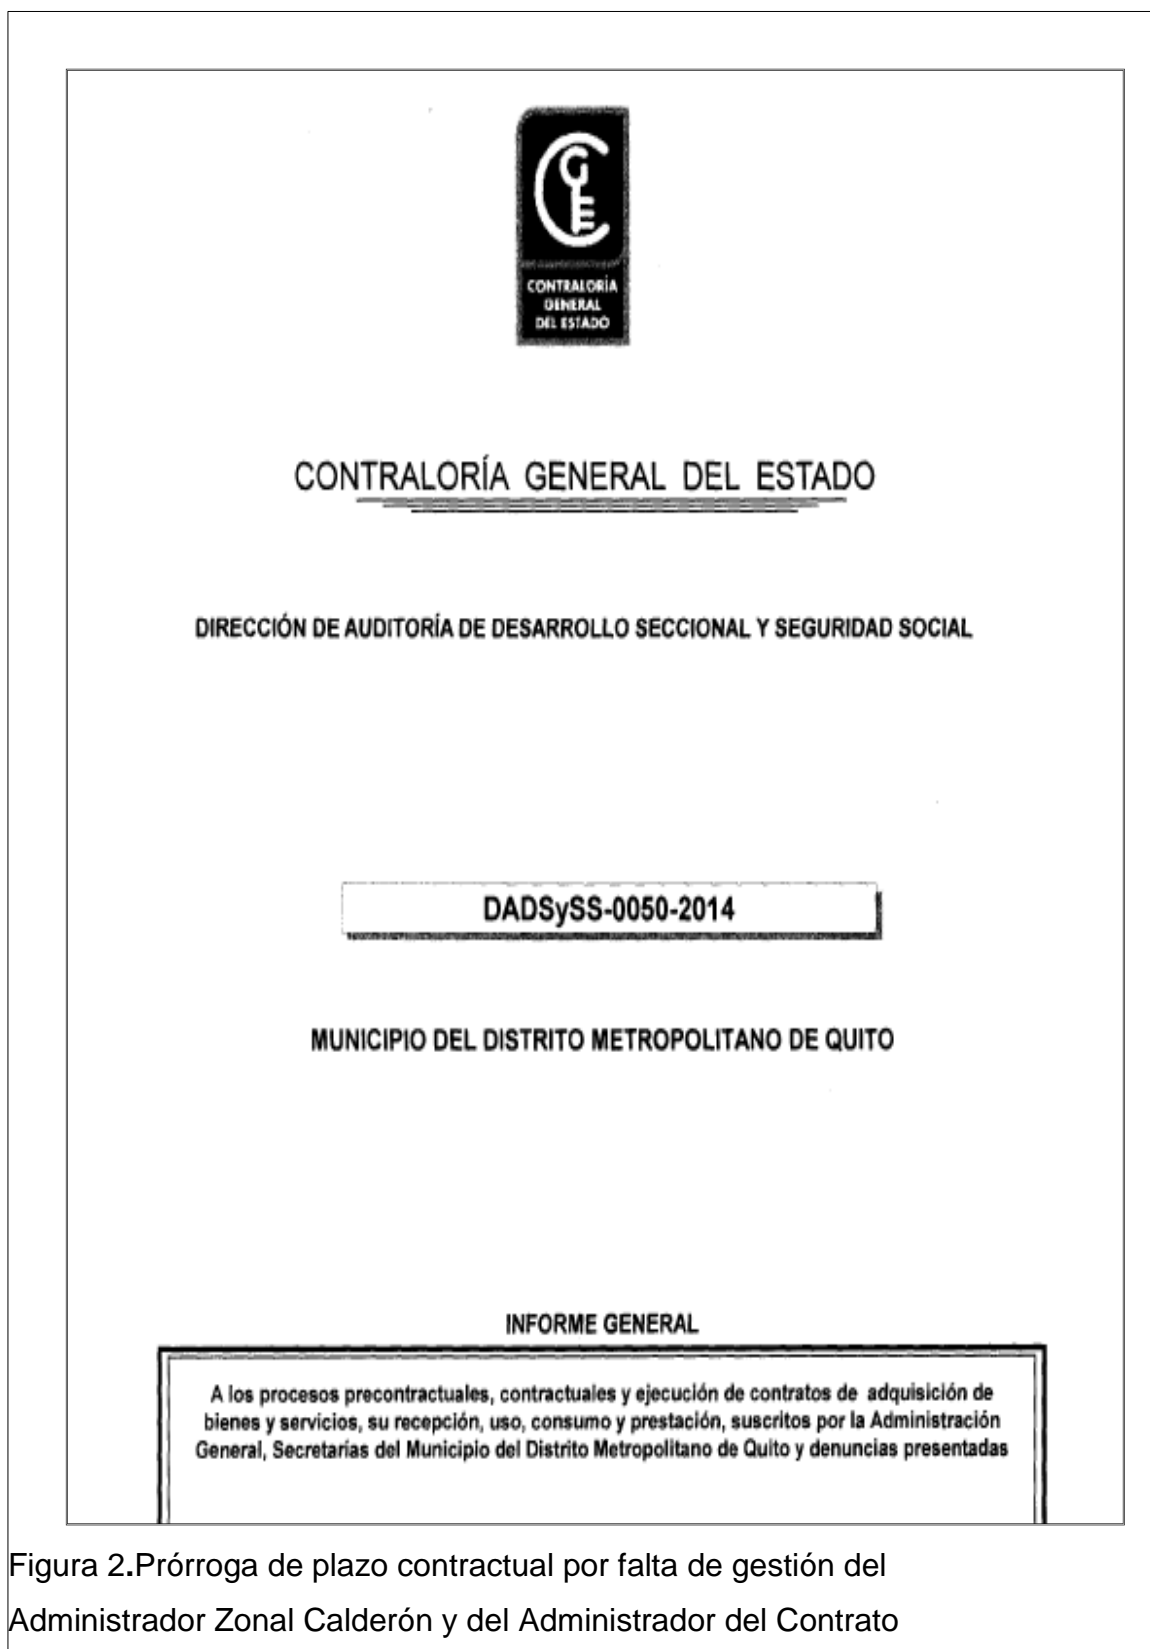 CGE
CONTRALORÍA
GENERAL
DEL ESTADO
CONTRALORÍA GENERAL DEL ESTADO
DIRECCIÓN DE AUDITORÍA DE DESARROLLO SECCIONAL Y SEGURIDAD SOCIAL
DADSySS-0050-2014
MUNICIPIO DEL DISTRITO METROPOLITANO DE QUITO
INFORME GENERAL
A los procesos precontractuales, contractuales y ejecución de contratos de adquisición de
bienes y servicios, su recepción, uso, consumo y prestación, suscritos por la Administración
General, Secretarías del Municipio del Distrito Metropolitano de Quito y denuncias presentadas
Figura 2.Prórroga de plazo contractual por falta de gestión del
Administrador Zonal Calderón y del Administrador del Contrato